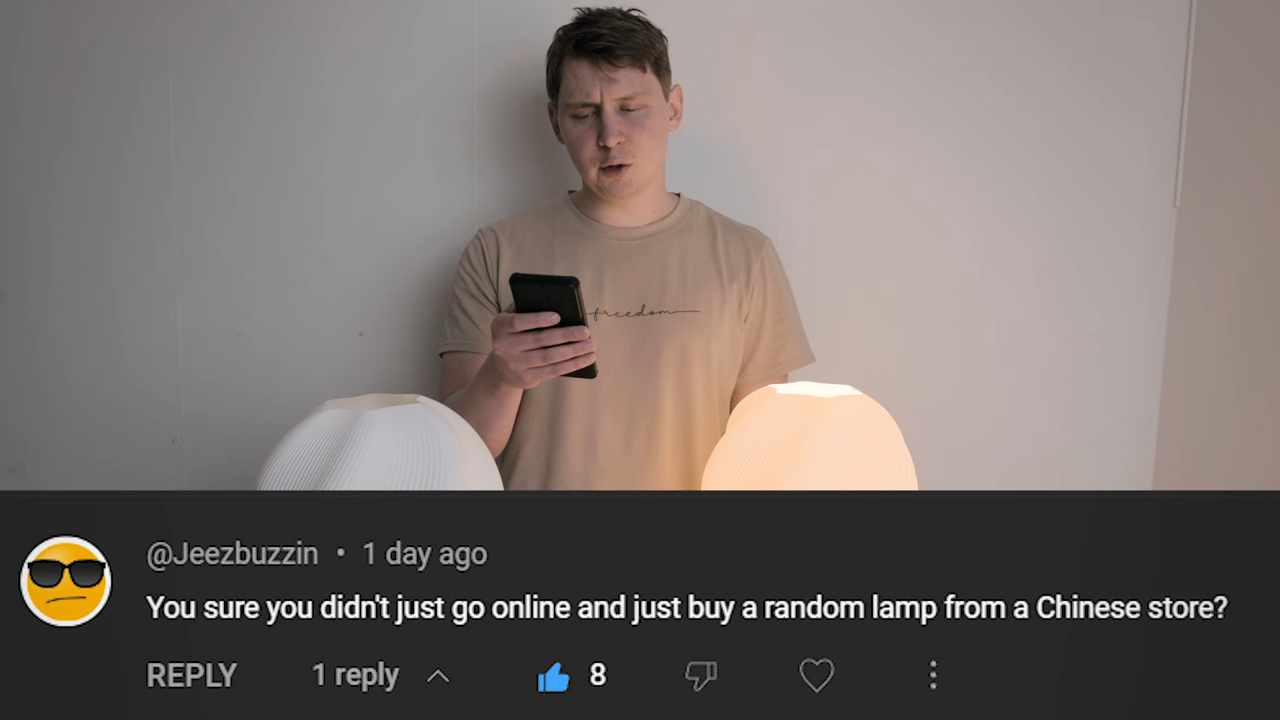 freedom
@Jeezbuzzin • 1 day ago
You sure you didn't just go online and just buy a random lamp from a Chinese store?
REPLY 1 reply 8